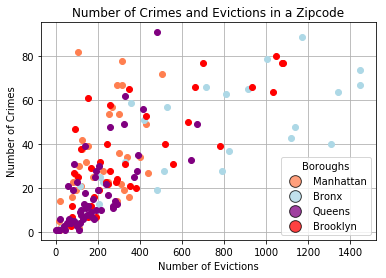 Number of Crimes and Evictions in a Zipcode
80
60
40
20
0
Number of Crimes
0 200 400 600 800 1000 1200 1400
Number of Evictions
Boroughs
Manhattan
Bronx
Queens
Brooklyn